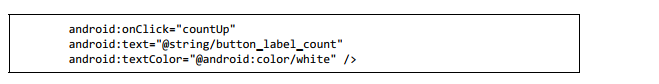 android:onClick="countUp"
android:text="@string/button_label_count"
android:textColor="@android:color/white" />